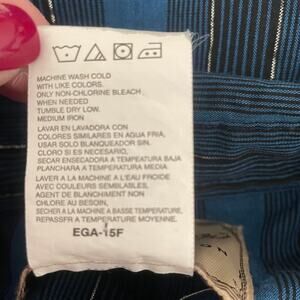 MACHINE WASH COLD
WITH LIKE COLORS.
ONLY NON-CHLORINE BLEACH
WHEN NEEDED
TUMBLE DRY LOW.
MEDIUM IRON
LAVAR EN LAVADORA CON
COLORES SIMILARES EN AGUA FRIA,
USAR SOLO BLANQUEADOR SIN
CLORO SI ES NECESARIO,
SECAR ENSECADORA A TEMPERATURA BAJA
PLANCHARA A TEMPERATURA MEDIA
LAVER A LA MACHINE A L'EAU FROIDE
AVEC COULEURS SEMBLABLES,
AGENT DE BLANCHIMENT NON
CHLORE AU BESOIN,
SECHER A LA MACHINE A BASSE TEMPERATURE,
REPASSFR A TEMPERATURE MOYENNE.
EGA-15F